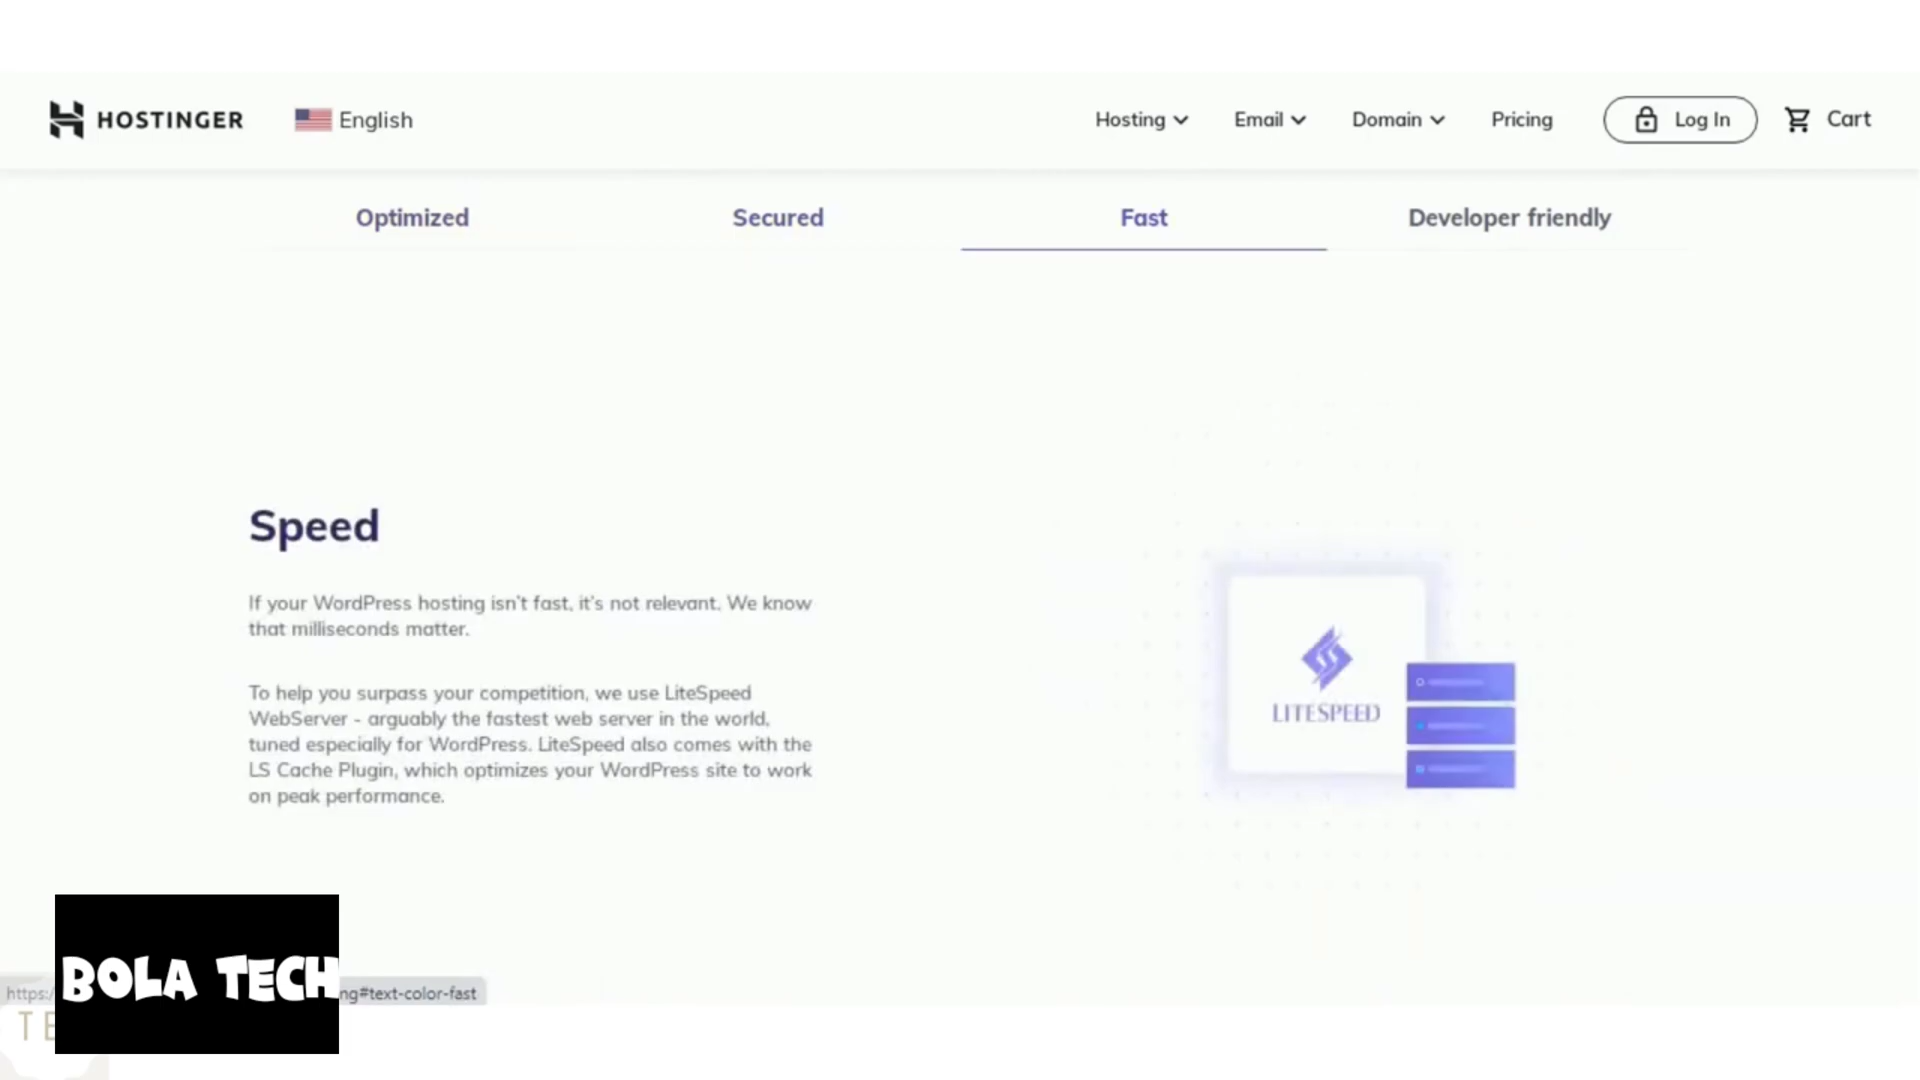 HOSTINGER
English
Hosting
Email
Domain
Pricing
Log In
Cart
Optimized
Secured
Fast
Developer friendly
Speed
If your WordPress hosting isn't fast, it's not relevant. We know
that milliseconds matter.
To help you surpass your competition, we use LiteSpeed
WebServer - arguably the fastest web server in the world,
tuned especially for WordPress. LiteSpeed also comes with the
LS Cache Plugin, which optimizes your WordPress site to work
on peak performance.
LITESPEED
BOLA TECH
https:/
ng#text-color-fast
TE